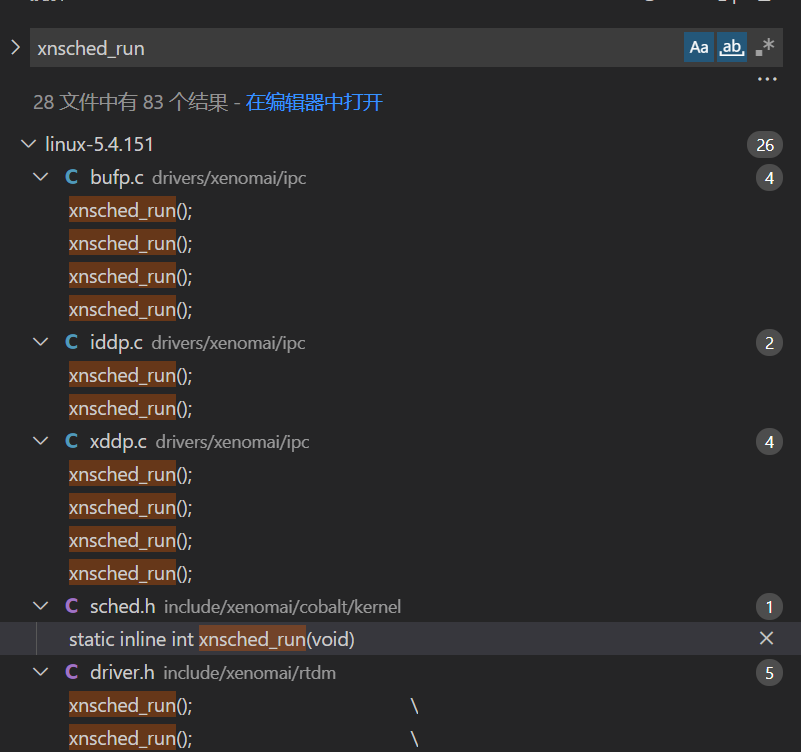 xnsched_run Aa ab .*
...
28 文件中有 83 个结果 - 在编辑器中打开
linux-5.4.151 26
C bufp.c drivers/xenomai/ipc 4
xnsched_run();
xnsched_run();
xnsched_run();
xnsched_run();
C iddp.c drivers/xenomai/ipc 2
xnsched_run();
xnsched_run();
C xddp.c drivers/xenomai/ipc 4
xnsched_run();
xnsched_run();
xnsched_run();
xnsched_run();
C sched.h include/xenomai/cobalt/kernel 1
static inline int xnsched_run(void)
C driver.h include/xenomai/rtdm 5
xnsched_run(); \
xnsched_run(); \